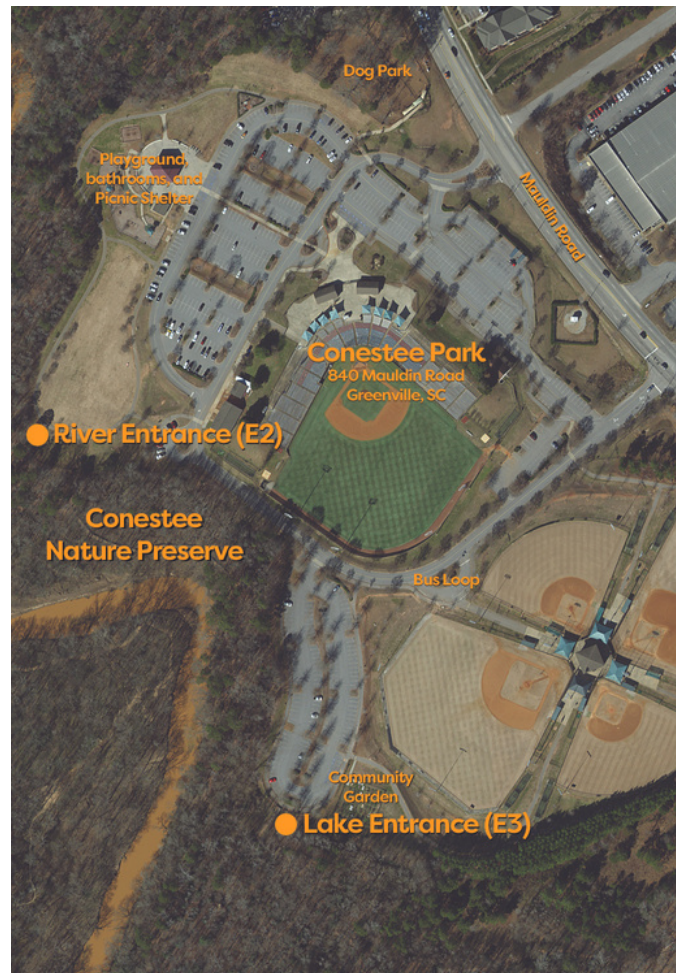 Dog Park
Playground,
bathrooms, and
Picnic Shelter
Mauldin Road
Conestee Park
840 Mauldin Road
Greenville, SC
River Entrance (E2)
Conestee
Nature Preserve
Bus Loop
Community
Garden
Lake Entrance (E3)